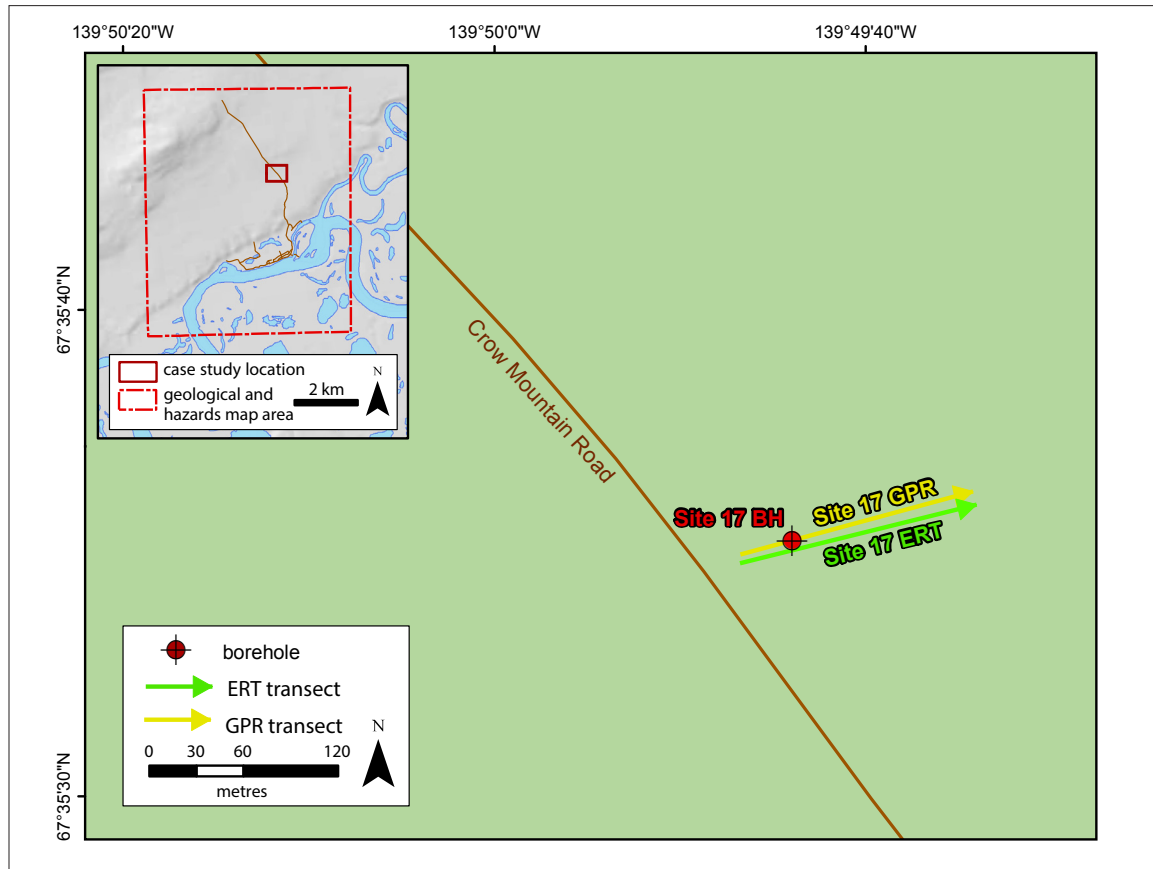 139°50'20"W
139°50'0"W
139°49'40"W
67°35'40"N
67°35'30"N
case study location
geological and
hazards map area
2 km
N
Crow Mountain Road
Site 17 BH
Site 17 GPR
Site 17 ERT
borehole
ERT transect
GPR transect
N
0 30 60 120
metres